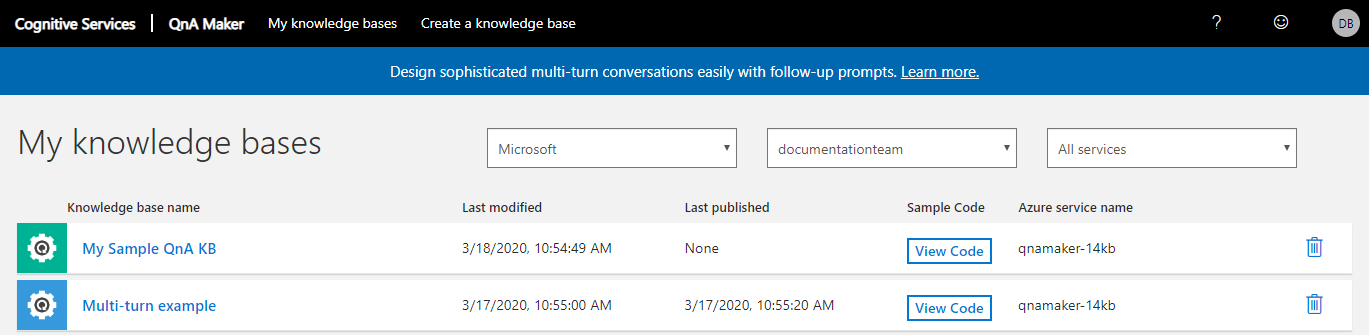 Cognitive Services | QnA Maker My knowledge bases Create a knowledge base ? DB
Design sophisticated multi-turn conversations easily with follow-up prompts. Learn more.
My knowledge bases Microsoft documentationteam All services
Knowledge base name Last modified Last published Sample Code Azure service name
My Sample QnA KB 3/18/2020, 10:54:49 AM None View Code qnamaker-14kb
Multi-turn example 3/17/2020, 10:55:00 AM 3/17/2020, 10:55:20 AM View Code qnamaker-14kb